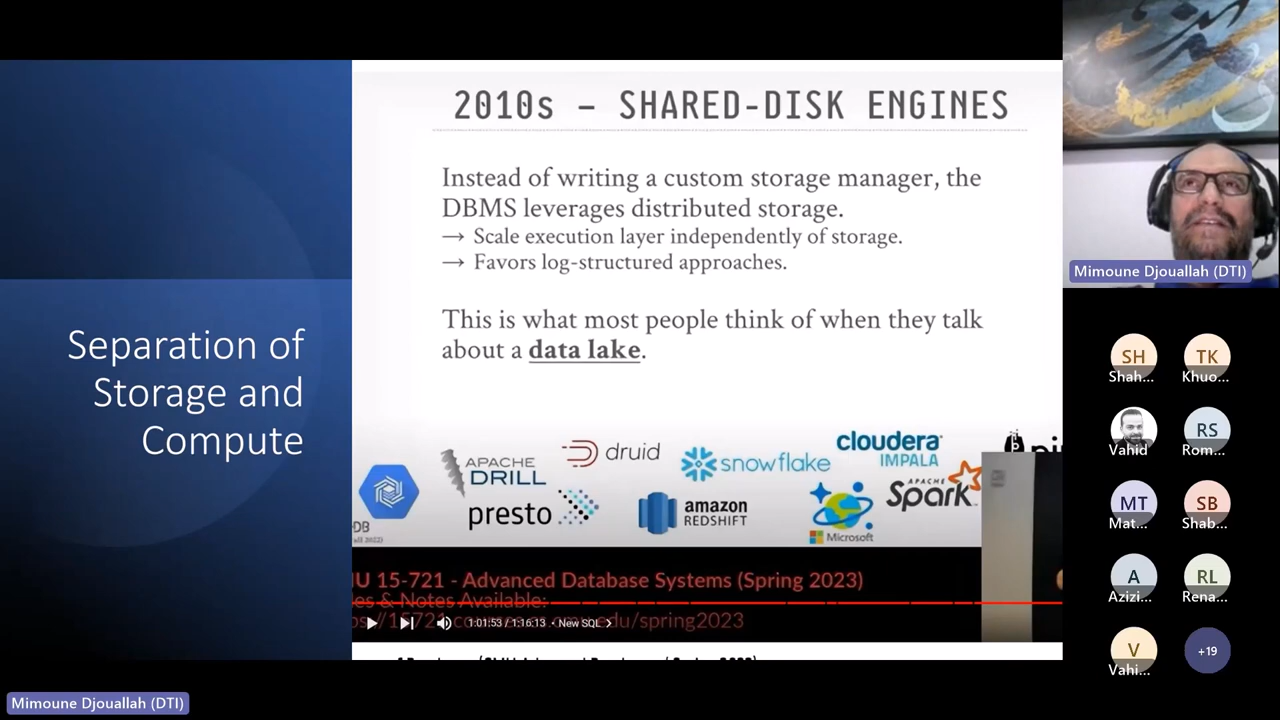 Separation of
Storage and
Compute
2010s – SHARED-DISK ENGINES
Instead of writing a custom storage manager, the
DBMS leverages distributed storage.
→ Scale execution layer independently of storage.
→ Favors log-structured approaches.
This is what most people think of when they talk
about a data lake.
APACHE
DRILL
druid
snowflake
cloudera
IMPALA
presto
amazon
REDSHIFT
Microsoft
APACHE
Spark
DB
15-721 - Advanced Database Systems (Spring 2023)
& Notes Available:
1:01:53 / 1:16:13 • New SQL >
edu/spring2023
Mimoune Djouallah (DTI)
SH
Shah...
TK
Khuo...
Vahid
RS
Rom...
MT
Mat...
SB
Shab...
A
Azizi...
RL
Rena...
V
Vahi...
+19
Mimoune Djouallah (DTI)